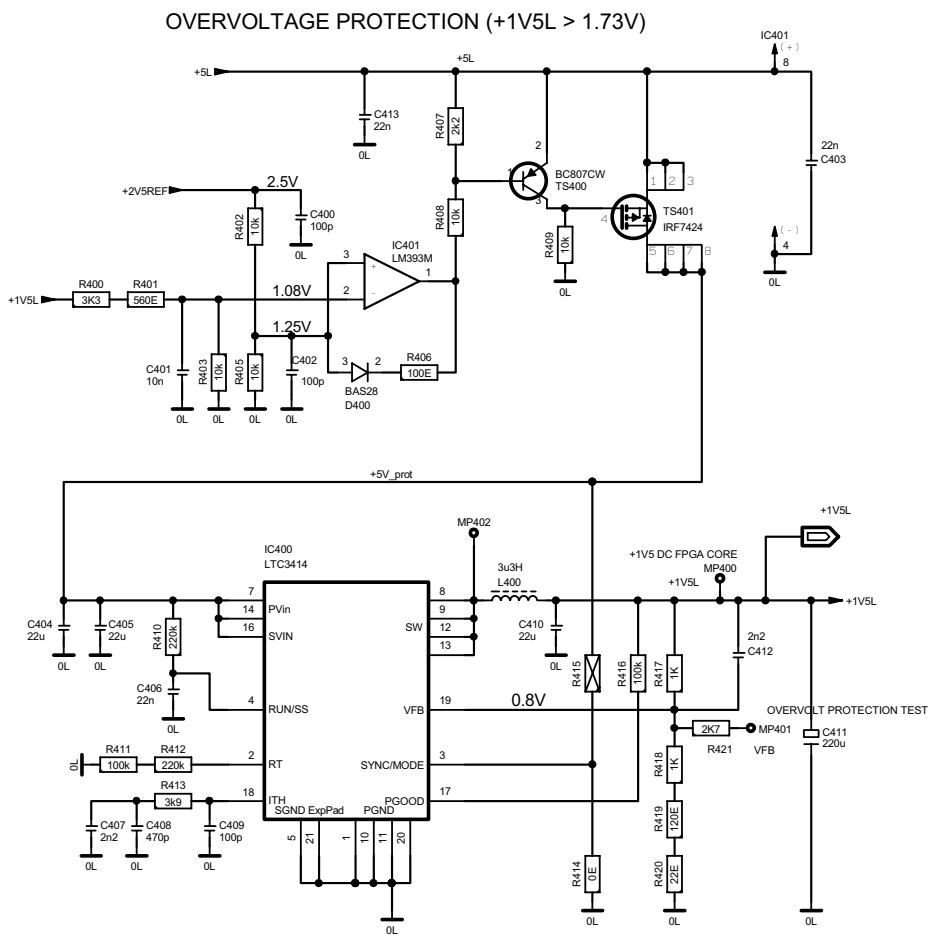 OVERVOLTAGE PROTECTION (+1V5L > 1.73V)
IC401
(+)
8
+5L
+5L
C413
22n
0L
R407
2k2
2
1
BC807CW
TS400
3
1 2 3
22n
C403
+2V5REF
2.5V
R402
10k
C400
100p
0L
R408
10k
4
TS401
IRF7424
R409
10k
0L
5 6 7 8
(-)
4
0L
IC401
LM393M
3
+
1
2
-
+1V5L
R400
3K3
R401
560E
1.08V
1.25V
C401
10n
R403
10k
R405
10k
C402
100p
3
2
R406
100E
BAS28
D400
0L
0L
0L
0L
+5V_prot
MP402
+1V5L
IC400
LTC3414
3u3H
L400
+1V5 DC FPGA CORE
MP400
+1V5L
+1V5L
7
14
16
PVin
SVIN
8
9
12
13
SW
C404
22u
C405
22u
R410
220k
0L
0L
C410
22u
0L
R415
R416
100k
R417
1K
2n2
C412
C406
22n
0L
4
RUN/SS
VFB
19
0.8V
OVERVOLT PROTECTION TEST
2K7
R421
MP401
VFB
C411
220u
0L
R411
100k
R412
220k
2
RT
SYNC/MODE
3
R418
1K
R413
3k9
18
ITH
PGOOD
17
SGND ExpPad
PGND
C407
2n2
C408
470p
C409
100p
0L
0L
0L
5
21
1
10
11
20
R419
120E
R414
0E
R420
22E
0L
0L
0L
0L